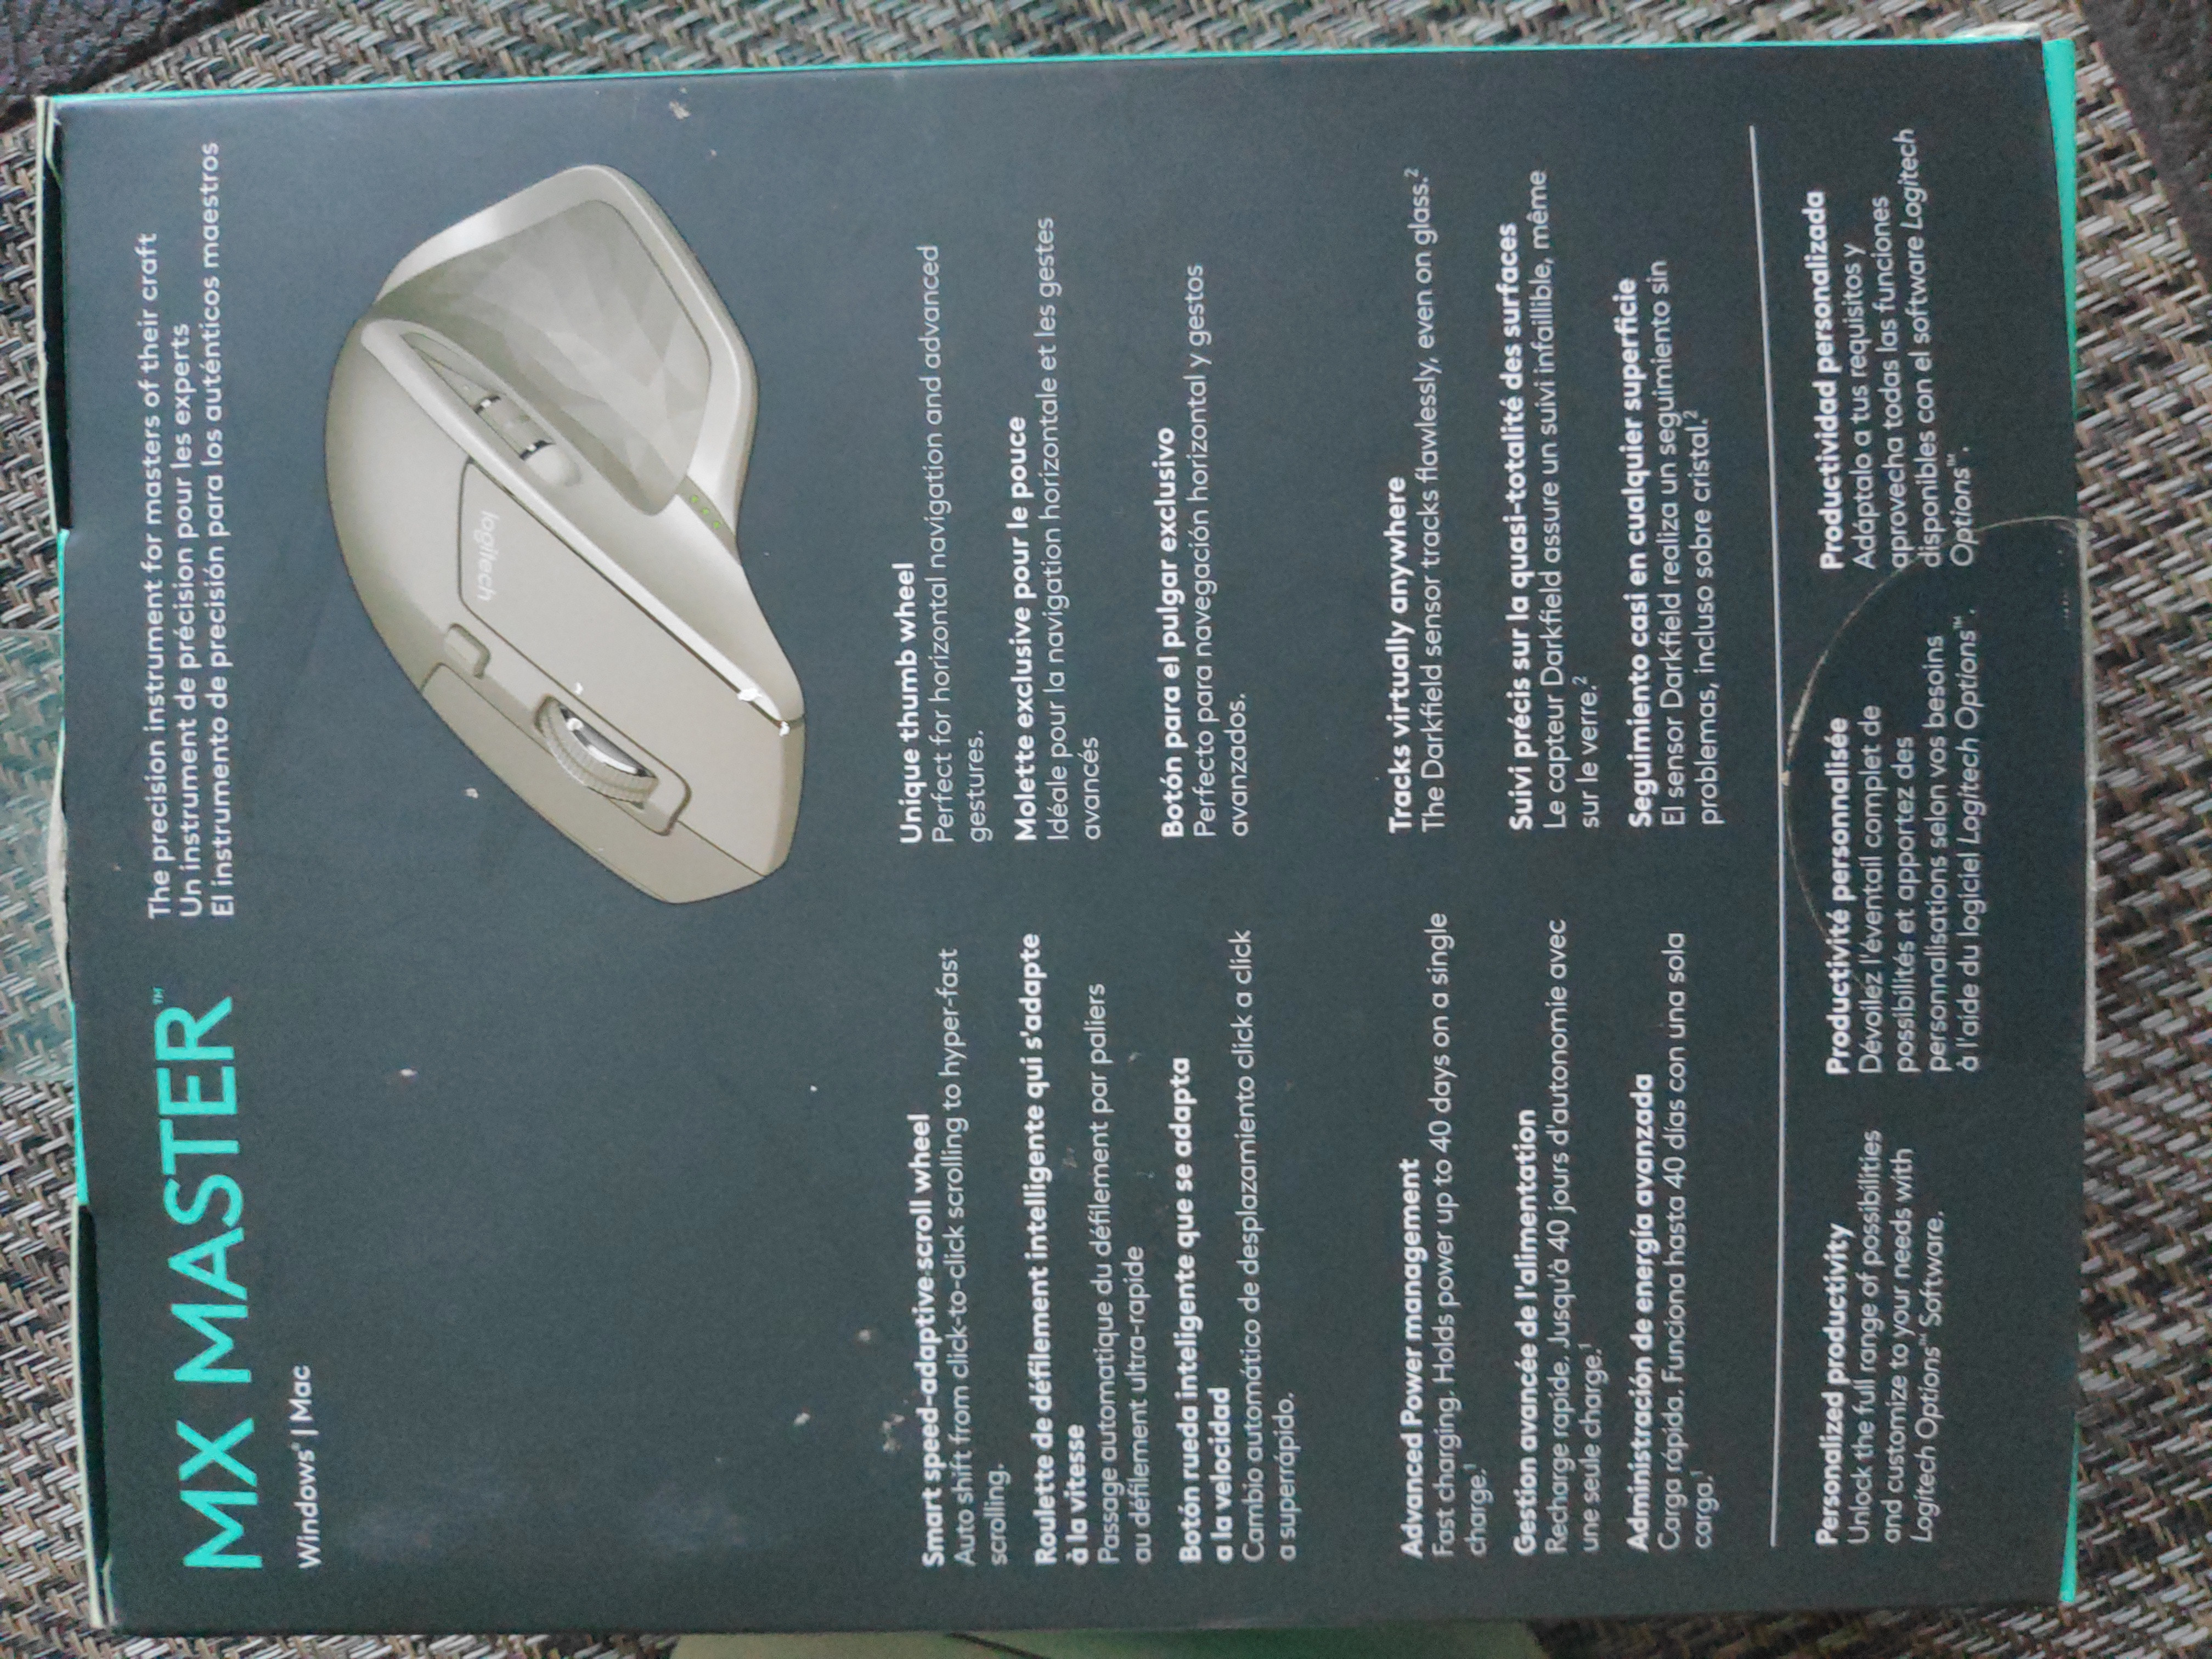 MX MASTER™
Windows® | Mac
The precision instrument for masters of their craft
Un instrument de précision pour les experts
El instrumento de precisión para los auténticos maestros
logitech
Smart speed-adaptive scroll wheel
Auto shift from click-to-click scrolling to hyper-fast
scrolling.
Roulette de défilement intelligente qui s'adapte
à la vitesse
Passage automatique du défilement par paliers
au défilement ultra-rapide
Botón rueda inteligente que se adapta
a la velocidad
Cambio automático de desplazamiento click a click
a superrápido.
Unique thumb wheel
Perfect for horizontal navigation and advanced
gestures.
Molette exclusive pour le pouce
Idéale pour la navigation horizontale et les gestes
avancés
Botón para el pulgar exclusivo
Perfecto para navegación horizontal y gestos
avanzados.
Advanced Power management
Fast charging. Holds power up to 40 days on a single
charge.¹
Gestion avancée de l'alimentation
Recharge rapide. Jusqu'à 40 jours d'autonomie avec
une seule charge.¹
Administración de energía avanzada
Carga rápida. Funciona hasta 40 días con una sola
carga.¹
Tracks virtually anywhere
The Darkfield sensor tracks flawlessly, even on glass.²
Suivi précis sur la quasi-totalité des surfaces
Le capteur Darkfield assure un suivi infaillible, même
sur le verre.²
Seguimiento casi en cualquier superficie
El sensor Darkfield realiza un seguimiento sin
problemas, incluso sobre cristal.²
Personalized productivity
Unlock the full range of possibilities
and customize to your needs with
Logitech Options™ Software.
Productivité personnalisée
Dévoilez l'éventail complet de
possibilités et apportez des
personnalisations selon vos besoins
à l'aide du logiciel Logitech Options™.
Productividad personalizada
Adáptalo a tus requisitos y
aprovecha todas las funciones
disponibles con el software Logitech
Options™.